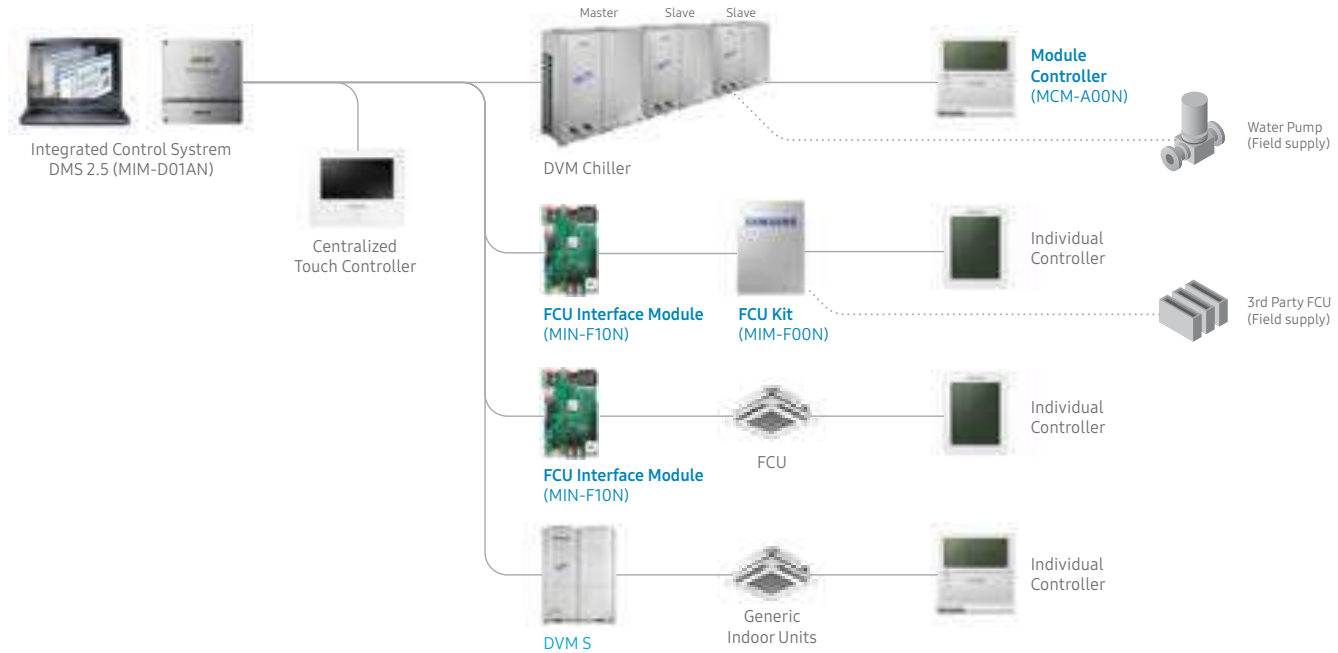 Master
Slave
Slave
Integrated Control Systrem
DMS 2.5 (MIM-D01AN)
Centralized
Touch Controller
DVM Chiller
Module
Controller
(MCM-A00N)
Water Pump
(Field supply)
FCU Interface Module
(MIN-F10N)
SAMSUNG
FCU Kit
(MIM-F00N)
Individual
Controller
3rd Party FCU
(Field supply)
FCU Interface Module
(MIN-F10N)
FCU
Individual
Controller
DVM S
Generic
Indoor Units
Individual
Controller